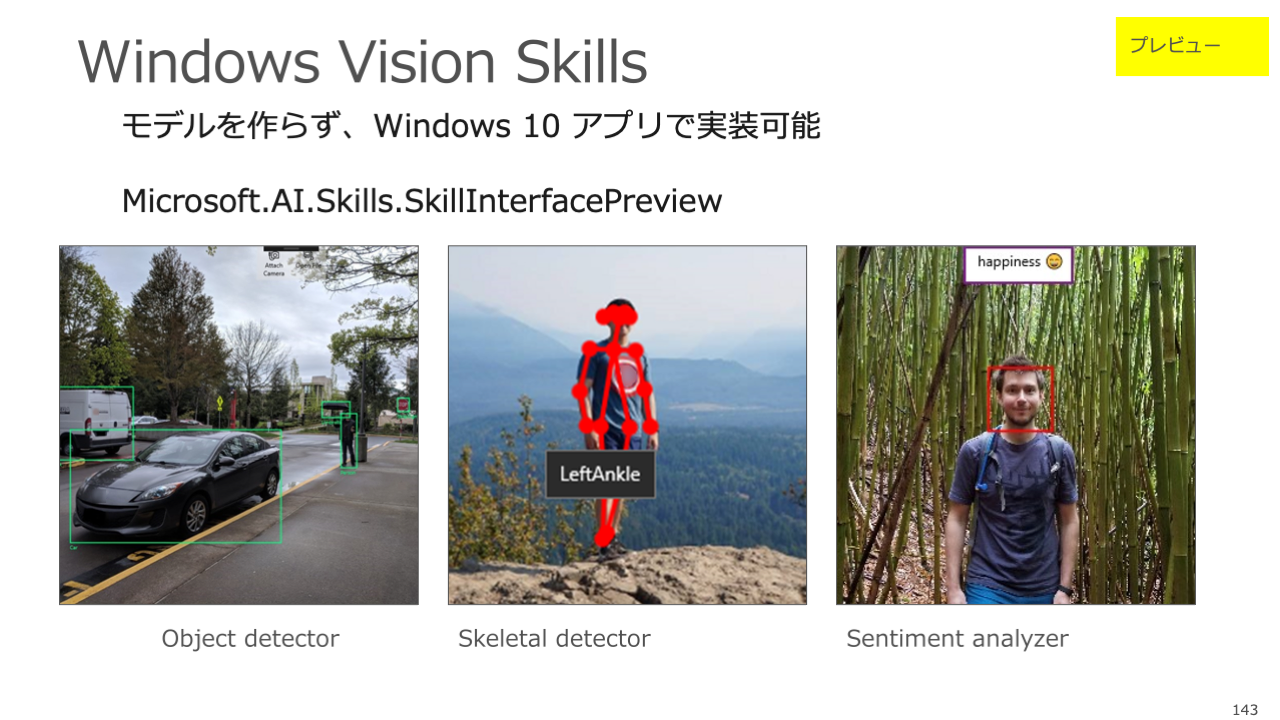 Windows Vision Skills
プレビュー
モデルを作らず、Windows 10 アプリで実装可能
Microsoft.AI.Skills.SkillInterfacePreview
Attach
Camera
happiness
LeftAnkle
Car
Object detector
Skeletal detector
Sentiment analyzer
143